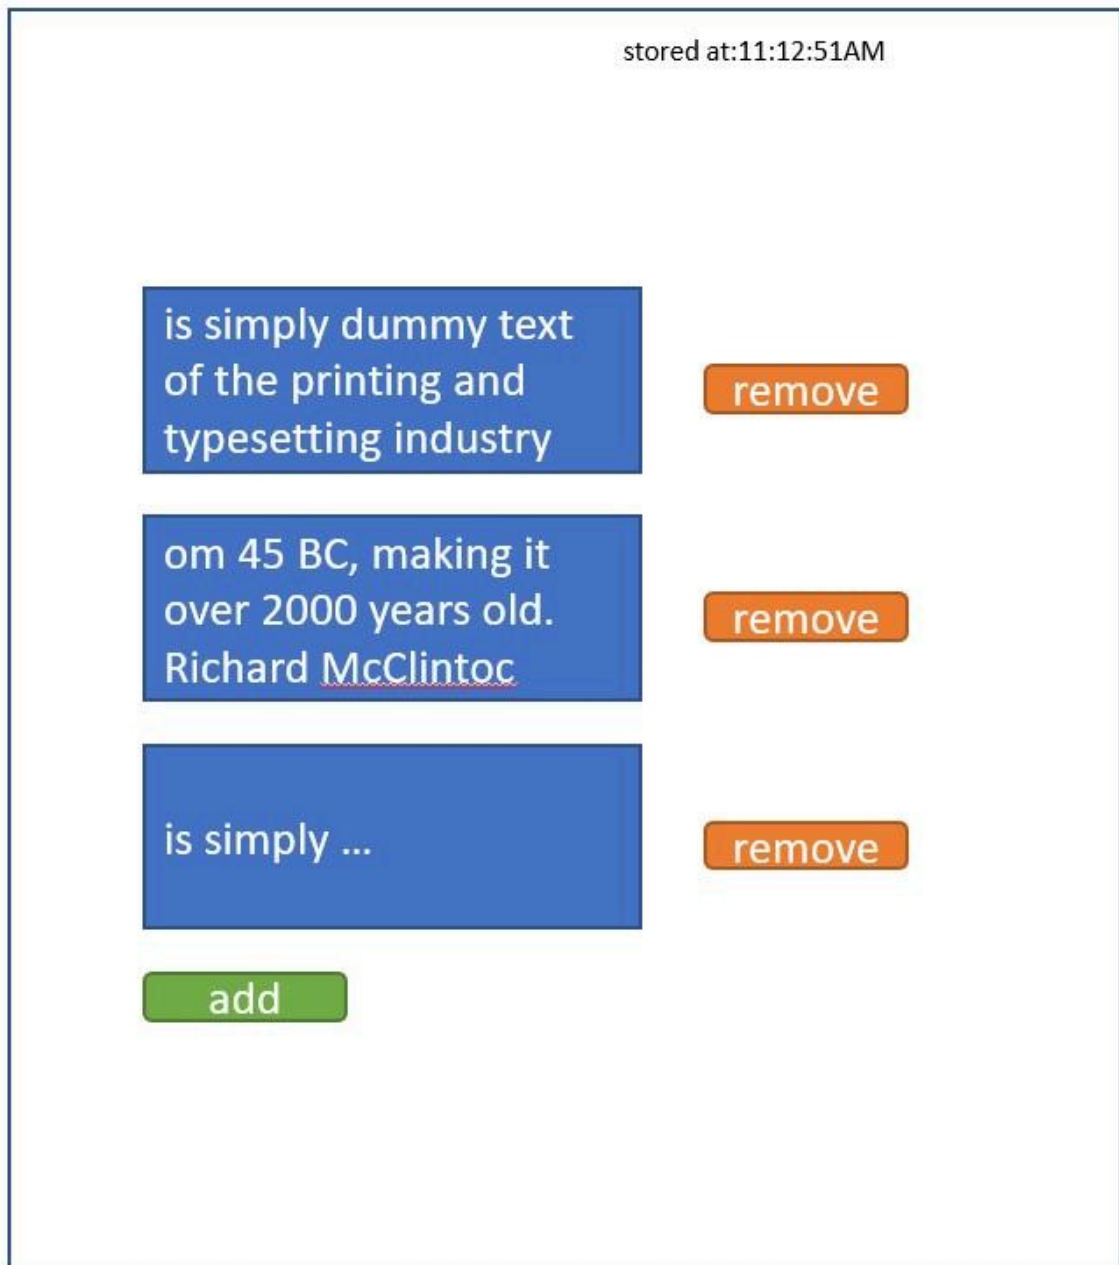 stored at:11:12:51AM
is simply dummy text
of the printing and
typesetting industry
remove
om 45 BC, making it
over 2000 years old.
Richard McClintoc
remove
is simply ...
remove
add